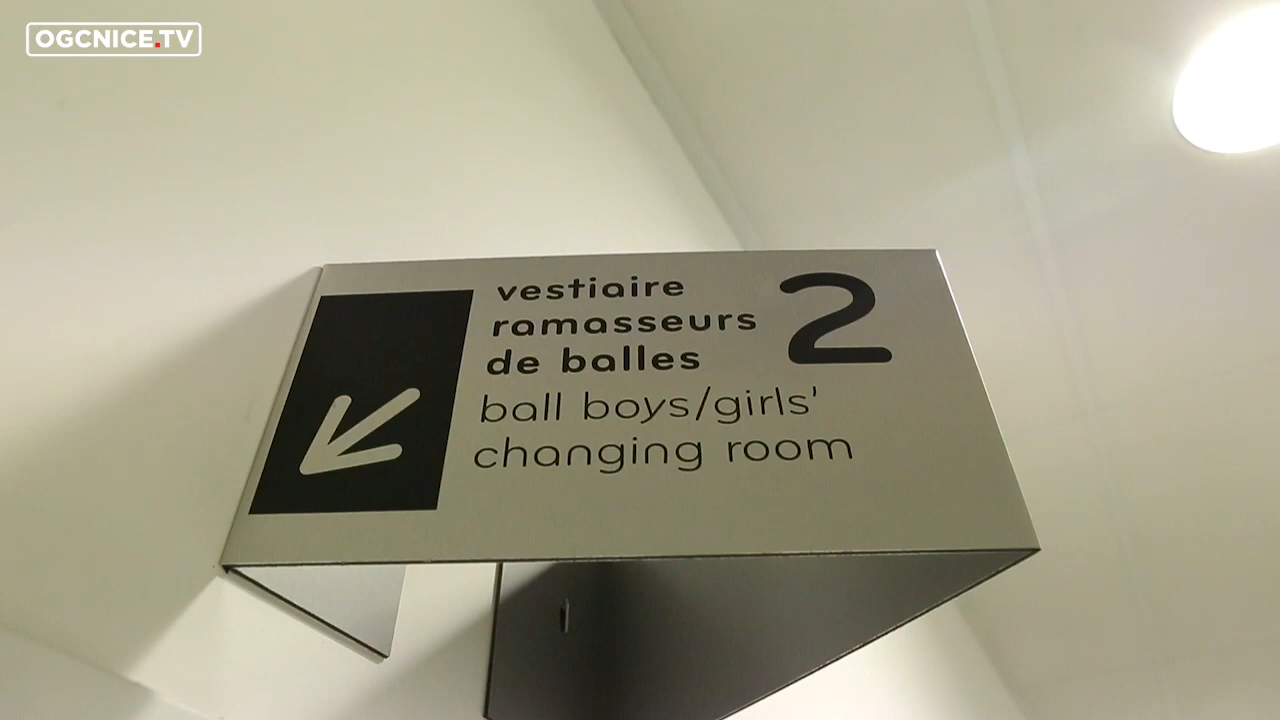 OGCNICE.TV
vestiaire
ramasseurs
de balles
2
ball boys/girls'
changing room